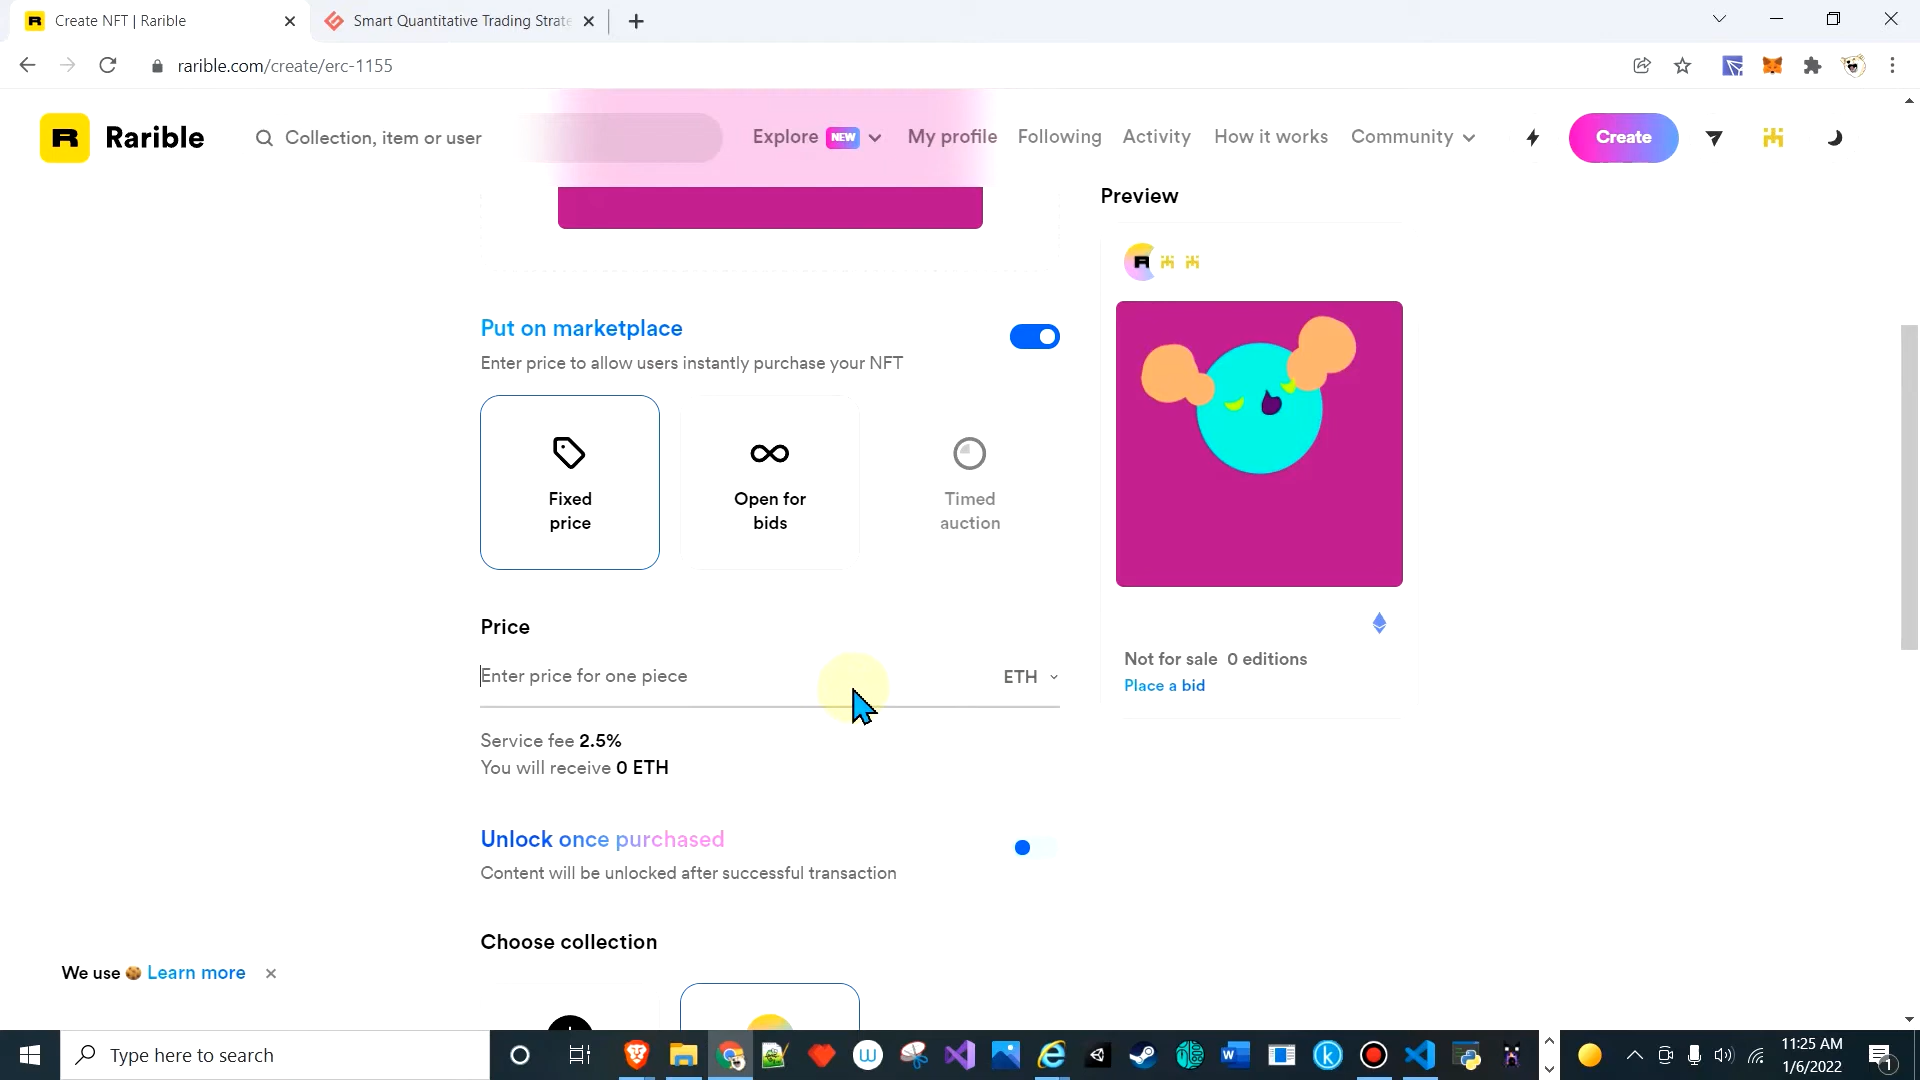 Create NFT | Rarible
Smart Quantitative Trading Strate
rarible.com/create/erc-1155
R Rarible
Collection, item or user
Explore NEW My profile Following Activity How it works Community Create
Preview
Put on marketplace
Enter price to allow users instantly purchase your NFT
Fixed
price
Open for
bids
Timed
auction
Price
Enter price for one piece
ETH
Service fee 2.5%
You will receive 0 ETH
Not for sale 0 editions
Place a bid
Unlock once purchased
Content will be unlocked after successful transaction
Choose collection
We use Learn more
Type here to search
11:25 AM
1/6/2022
1